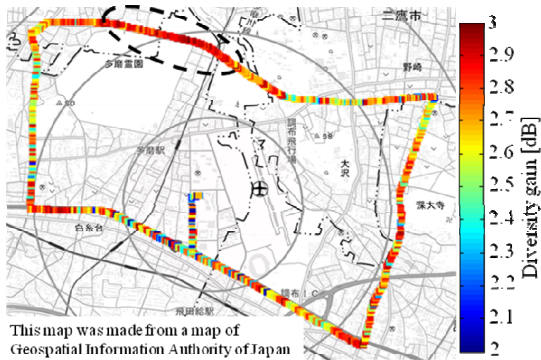 三鷹市
野崎
多磨霊園
多磨駅
調布飛行場
大沢
深大寺
白糸台
調布IC
飛田給駅
This map was made from a map of
Geospatial Information Authority of Japan
3
2.9
2.8
2.7
2.6
2.5
2.4
2.3
2.2
2.1
2
Diversity gain [dB]